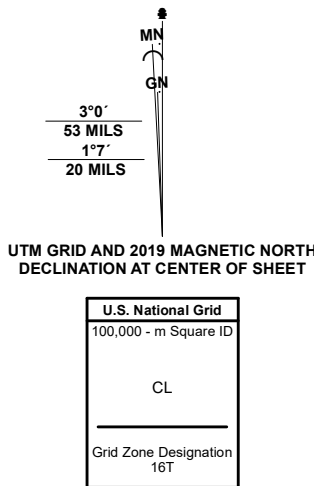 MN
GN
3°0´
53 MILS
1°7´
20 MILS
UTM GRID AND 2019 MAGNETIC NORTH
DECLINATION AT CENTER OF SHEET
U.S. National Grid
100,000 - m Square ID
CL
Grid Zone Designation
16T